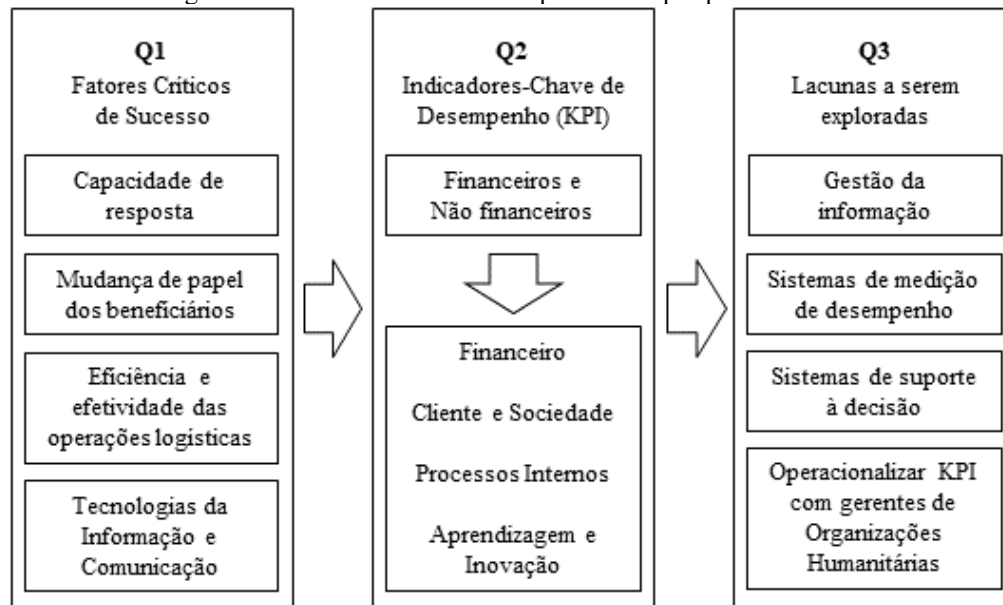 Q1
Fatores Críticos
de Sucesso
Capacidade de
resposta
Mudança de papel
dos beneficiários
Eficiência e
efetividade das
operações logísticas
Tecnologias da
Informação e
Comunicação
Q2
Indicadores-Chave de
Desempenho (KPI)
Financeiros e
Não financeiros
Financeiro
Cliente e Sociedade
Processos Internos
Aprendizagem e
Inovação
Q3
Lacunas a serem
exploradas
Gestão da
informação
Sistemas de medição
de desempenho
Sistemas de suporte
à decisão
Operacionalizar KPI
com gerentes de
Organizações
Humanitárias